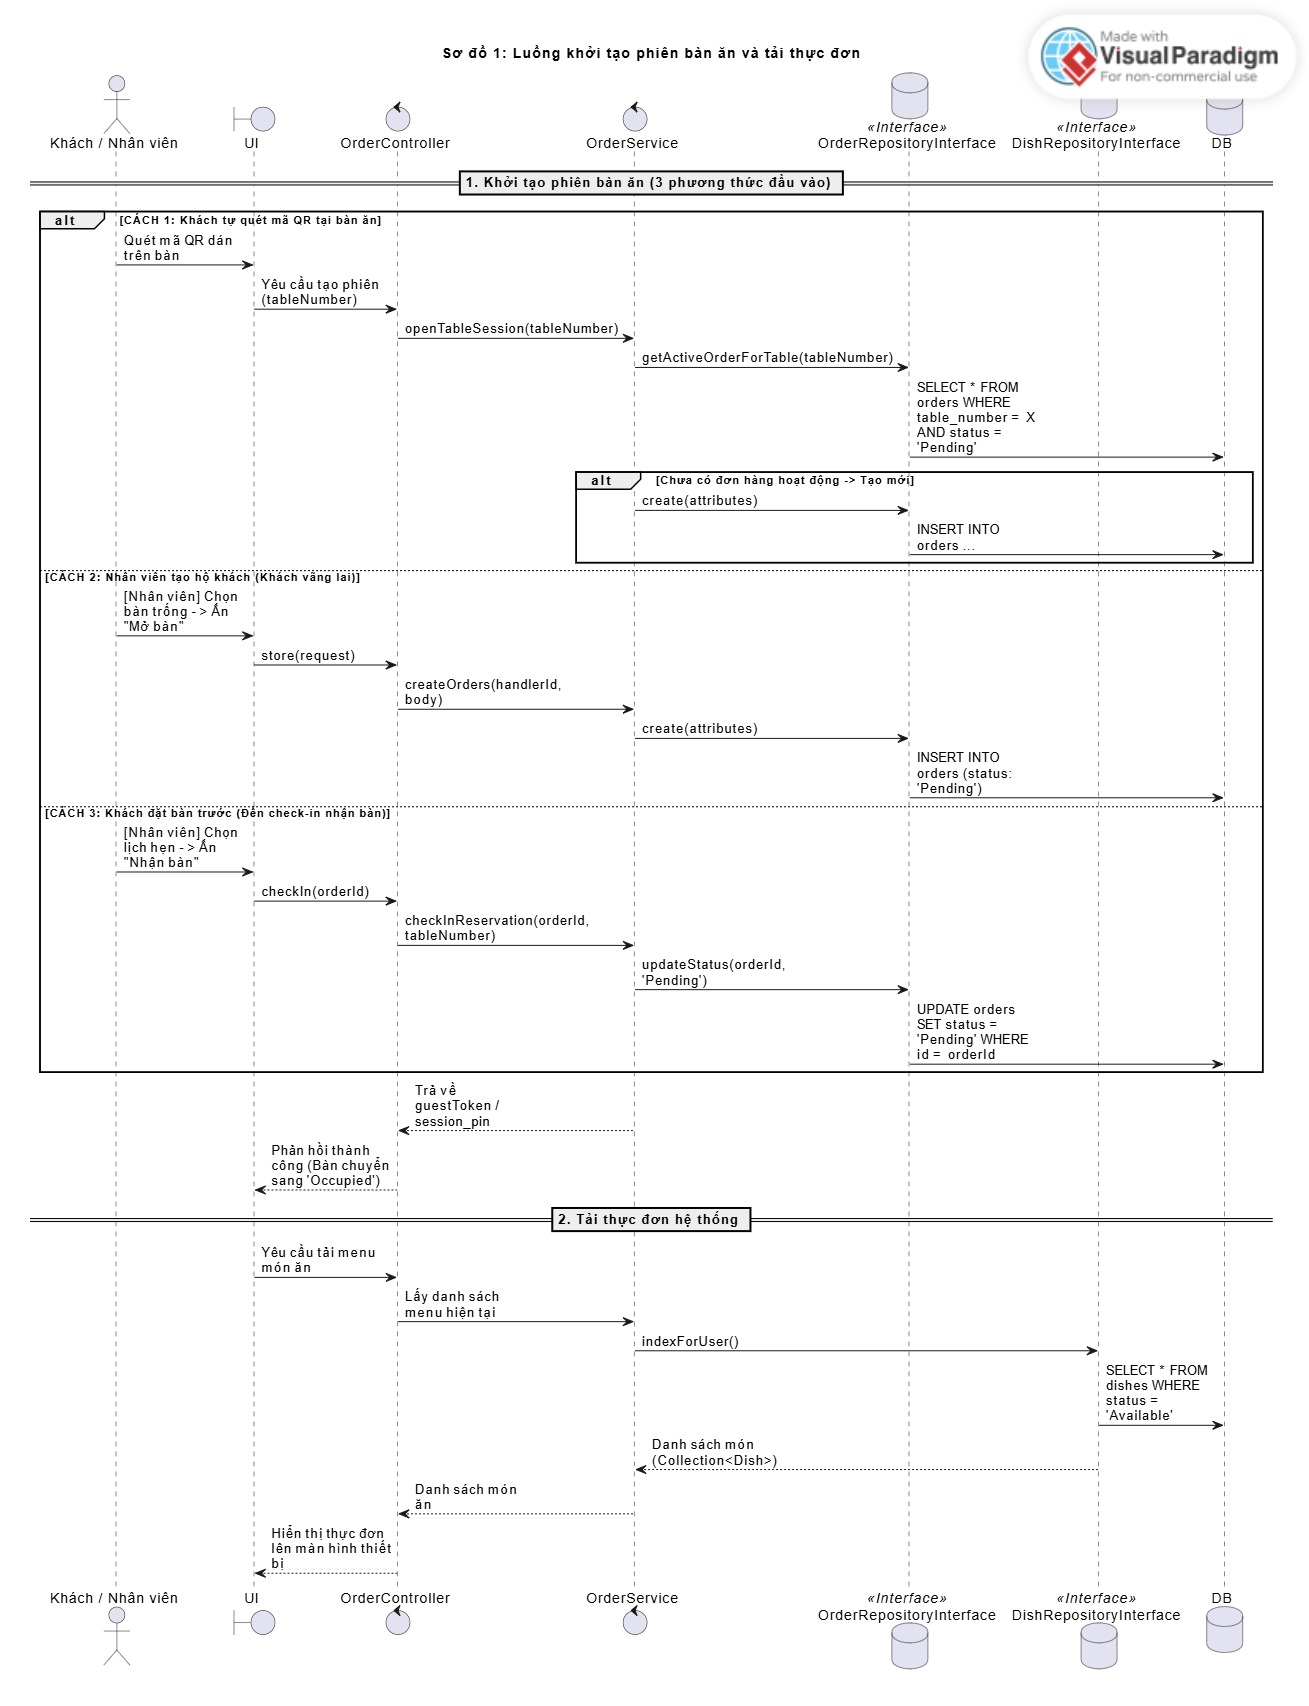 Made with
Visual Paradigm
For non-commercial use
Sơ đồ 1: Luồng khởi tạo phiên bàn ăn và tải thực đơn
Khách / Nhân viên
UI
OrderController
OrderService
«Interface»
OrderRepositoryInterface
«Interface»
DishRepositoryInterface
DB
1. Khởi tạo phiên bàn ăn (3 phương thức đầu vào)
alt
[CÁCH 1: Khách tự quét mã QR tại bàn ăn]
Quét mã QR dán
trên bàn
Yêu cầu tạo phiên
(tableNumber)
openTableSession(tableNumber)
getActiveOrderForTable(tableNumber)
SELECT * FROM
orders WHERE
table_number = X
AND status =
'Pending'
alt
[Chưa có đơn hàng hoạt động -> Tạo mới]
create(attributes)
INSERT INTO
orders ...
[CÁCH 2: Nhân viên tạo hộ khách (Khách vãng lai)]
[Nhân viên] Chọn
bàn trống -> Ấn
"Mở bàn"
store(request)
createOrders(handlerId,
body)
create(attributes)
INSERT INTO
orders (status:
'Pending')
[CÁCH 3: Khách đặt bàn trước (Đến check-in nhận bàn)]
[Nhân viên] Chọn
lịch hẹn -> Ấn
"Nhận bàn"
checkIn(orderId)
checkInReservation(orderId,
tableNumber)
updateStatus(orderId,
'Pending')
UPDATE orders
SET status =
'Pending' WHERE
id = orderId
Trả về
guestToken /
session_pin
Phản hồi thành
công (Bàn chuyển
sang 'Occupied')
2. Tải thực đơn hệ thống
Yêu cầu tải menu
món ăn
Lấy danh sách
menu hiện tại
indexForUser()
SELECT * FROM
dishes WHERE
status =
'Available'
Danh sách món
(Collection<Dish>)
Danh sách món
ăn
Hiển thị thực đơn
lên màn hình thiết
bị
Khách / Nhân viên
UI
OrderController
OrderService
«Interface»
OrderRepositoryInterface
«Interface»
DishRepositoryInterface
DB